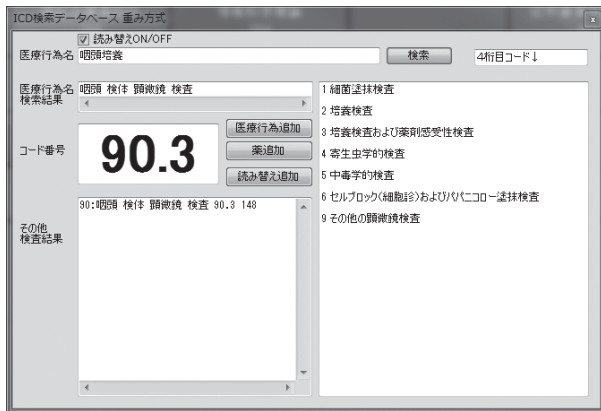 ICD検索データベース 重み方式
読み替えON/OFF
医療行為名 咽頭培養 検索 4桁目コード↓
医療行為名
検索結果
咽頭 検体 顕微鏡 検査
コード番号
90.3
医療行為追加
薬追加
読み替え追加
その他
検査結果
90:咽頭 検体 顕微鏡 検査 90.3 148
1 細菌塗抹検査
2 培養検査
3 培養検査および薬剤感受性検査
4 寄生虫学的検査
5 中毒学的検査
6 セルブロック(細胞診)およびパパニコロー塗抹検査
9 その他の顕微鏡検査